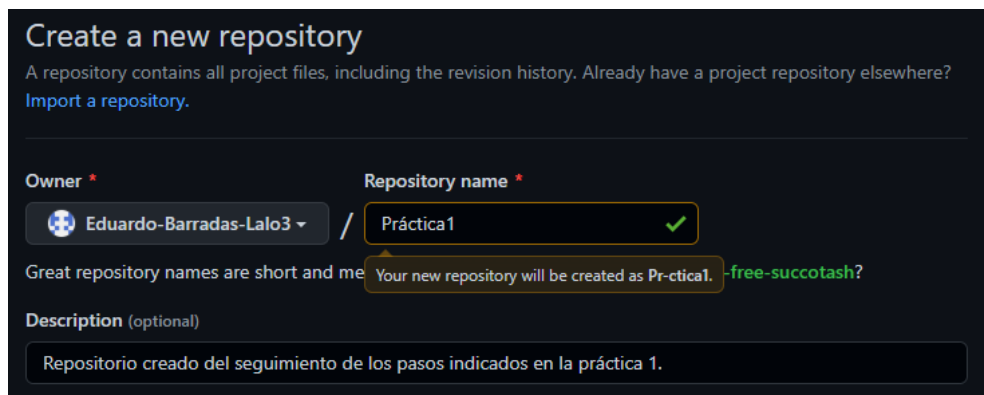 Create a new repository
A repository contains all project files, including the revision history. Already have a project repository elsewhere?
Import a repository.
Owner *
Repository name *
Eduardo-Barradas-Lalo3
/
Práctica1
Great repository names are short and me
Your new repository will be created as Pr-ctica1.
-free-succotash?
Description (optional)
Repositorio creado del seguimiento de los pasos indicados en la práctica 1.